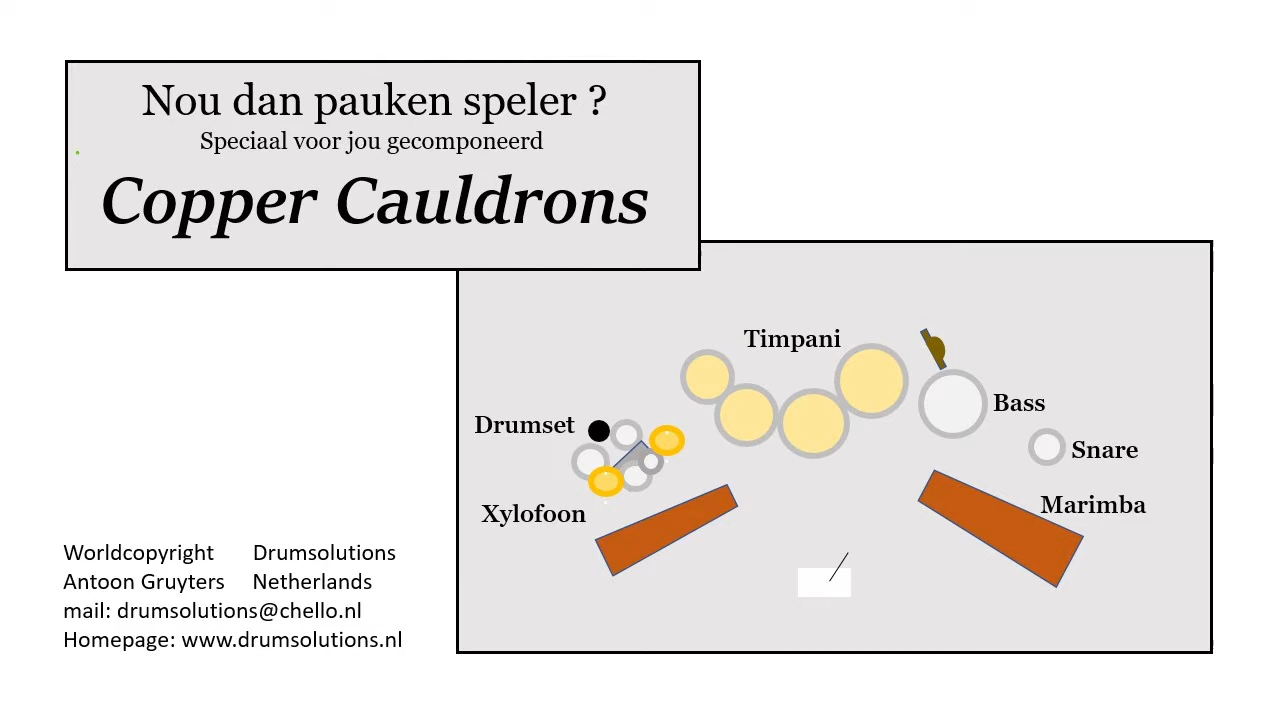 Nou dan pauken speler ?
Speciaal voor jou gecomponeerd
Copper Cauldrons
Timpani
Bass
Drumset
Snare
Marimba
Xylofoon
Worldcopyright Drumsolutions
Antoon Gruyters Netherlands
mail: drumsolutions@chello.nl
Homepage: www.drumsolutions.nl